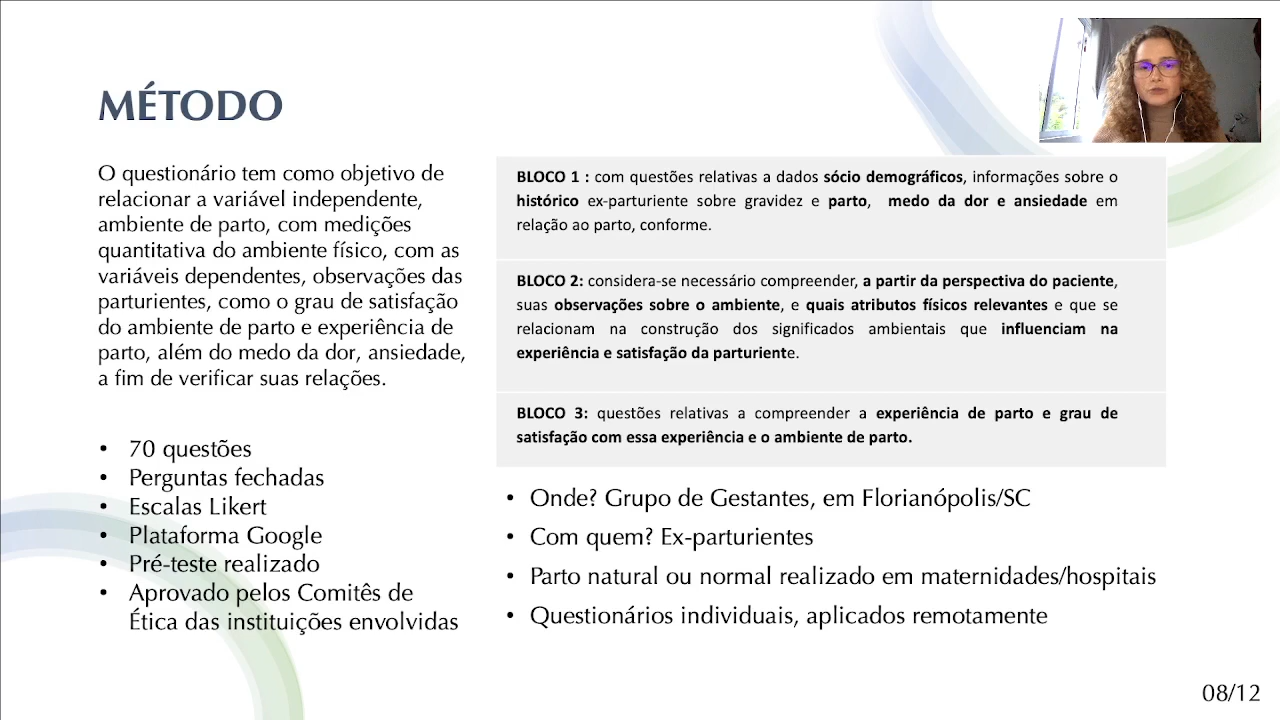 MÉTODO
O questionário tem como objetivo de
relacionar a variável independente,
ambiente de parto, com medições
quantitativa do ambiente físico, com as
variáveis dependentes, observações das
parturientes, como o grau de satisfação
do ambiente de parto e experiência de
parto, além do medo da dor, ansiedade,
a fim de verificar suas relações.
• 70 questões
• Perguntas fechadas
• Escalas Likert
• Plataforma Google
• Pré-teste realizado
• Aprovado pelos Comitês de
Ética das instituições envolvidas
BLOCO 1 : com questões relativas a dados sócio demográficos, informações sobre o
histórico ex-parturiente sobre gravidez e parto, medo da dor e ansiedade em
relação ao parto, conforme.
BLOCO 2: considera-se necessário compreender, a partir da perspectiva do paciente,
suas observações sobre o ambiente, e quais atributos físicos relevantes e que se
relacionam na construção dos significados ambientais que influenciam na
experiência e satisfação da parturiente.
BLOCO 3: questões relativas a compreender a experiência de parto e grau de
satisfação com essa experiência e o ambiente de parto.
• Onde? Grupo de Gestantes, em Florianópolis/SC
• Com quem? Ex-parturientes
• Parto natural ou normal realizado em maternidades/hospitais
• Questionários individuais, aplicados remotamente
08/12